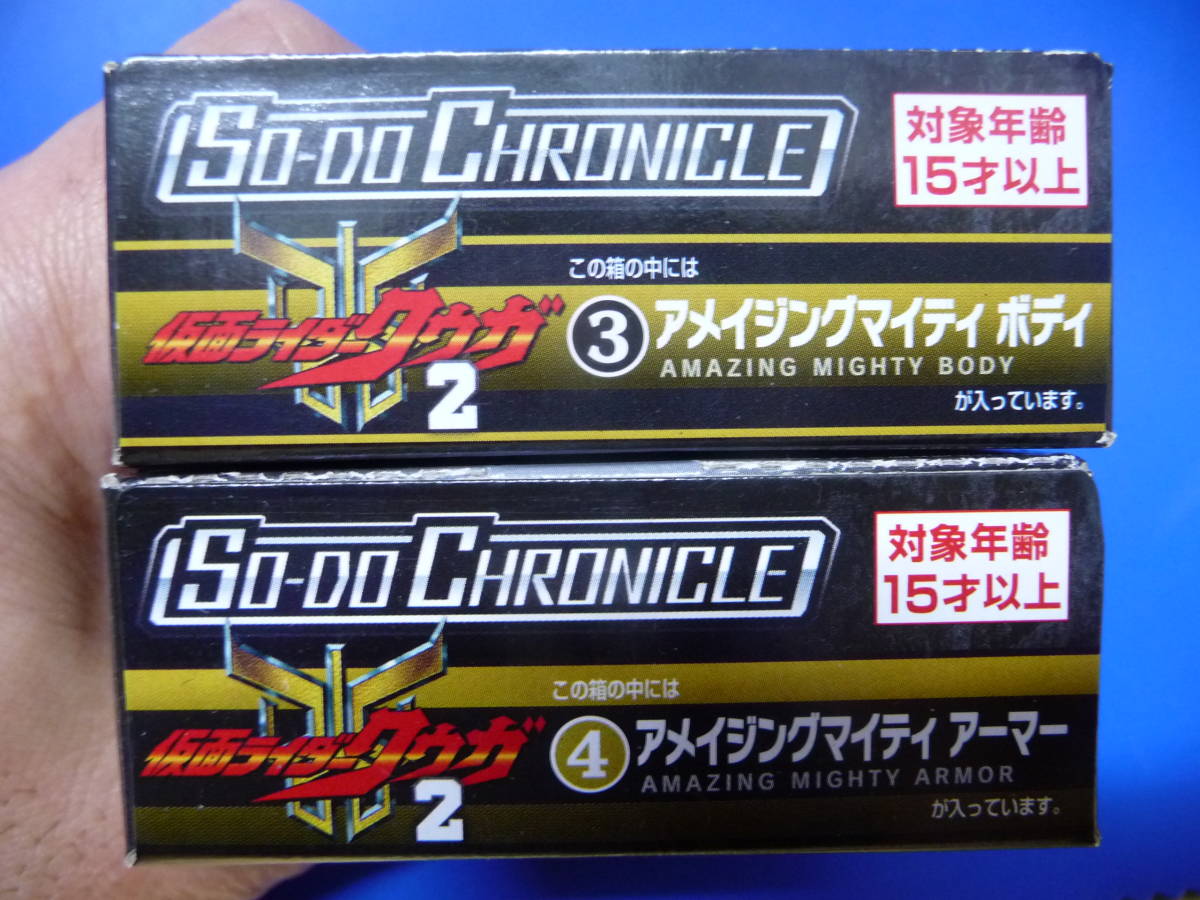 SO-DO CHRONICLE
対象年齢
15才以上
この箱の中には
仮面ライダークウガ
2
3 アメイジングマイティ ボディ
AMAZING MIGHTY BODY
が入っています。
SO-DO CHRONICLE
対象年齢
15才以上
この箱の中には
仮面ライダークウガ
2
4 アメイジングマイティ アーマー
AMAZING MIGHTY ARMOR
が入っています。